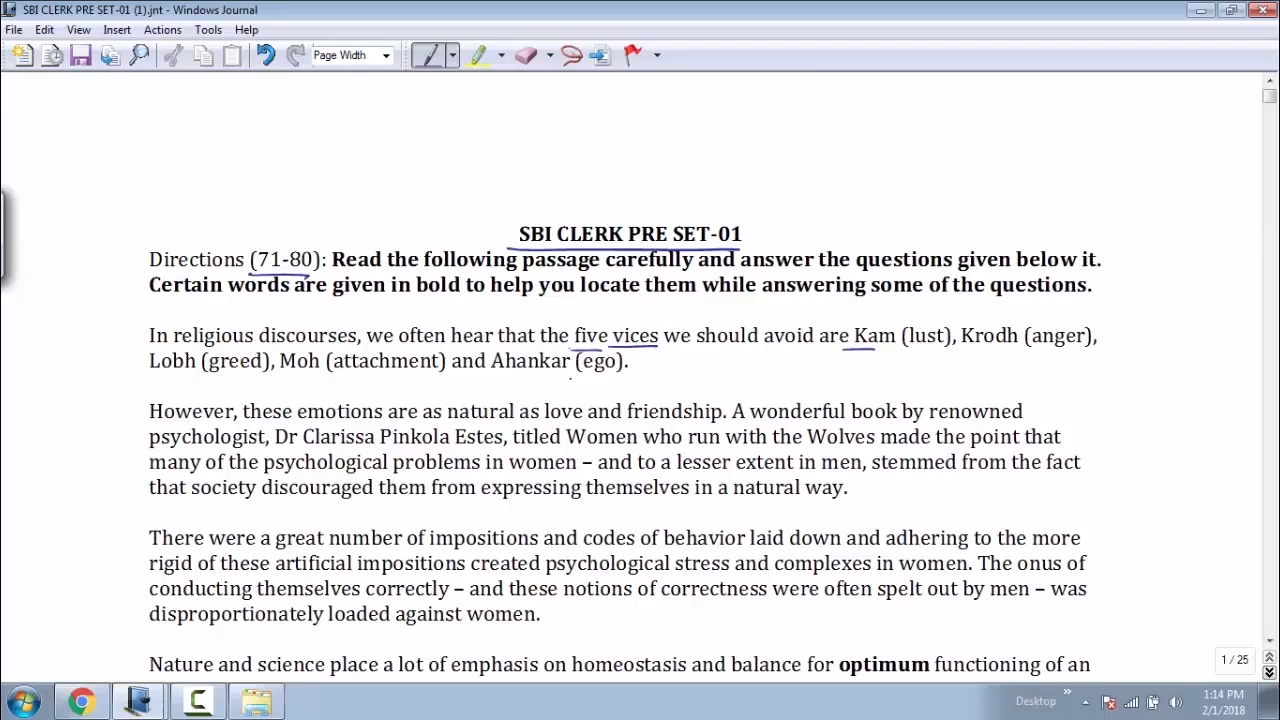 SBI CLERK PRE SET-01 (1).jnt - Windows Journal
File Edit View Insert Actions Tools Help
Page Width
SBI CLERK PRE SET-01
Directions (71-80): Read the following passage carefully and answer the questions given below it.
Certain words are given in bold to help you locate them while answering some of the questions.
In religious discourses, we often hear that the five vices we should avoid are Kam (lust), Krodh (anger),
Lobh (greed), Moh (attachment) and Ahankar (ego).
However, these emotions are as natural as love and friendship. A wonderful book by renowned
psychologist, Dr Clarissa Pinkola Estes, titled Women who run with the Wolves made the point that
many of the psychological problems in women – and to a lesser extent in men, stemmed from the fact
that society discouraged them from expressing themselves in a natural way.
There were a great number of impositions and codes of behavior laid down and adhering to the more
rigid of these artificial impositions created psychological stress and complexes in women. The onus of
conducting themselves correctly – and these notions of correctness were often spelt out by men – was
disproportionately loaded against women.
Nature and science place a lot of emphasis on homeostasis and balance for optimum functioning of an
1 / 25
Desktop
1:14 PM
2/1/2018